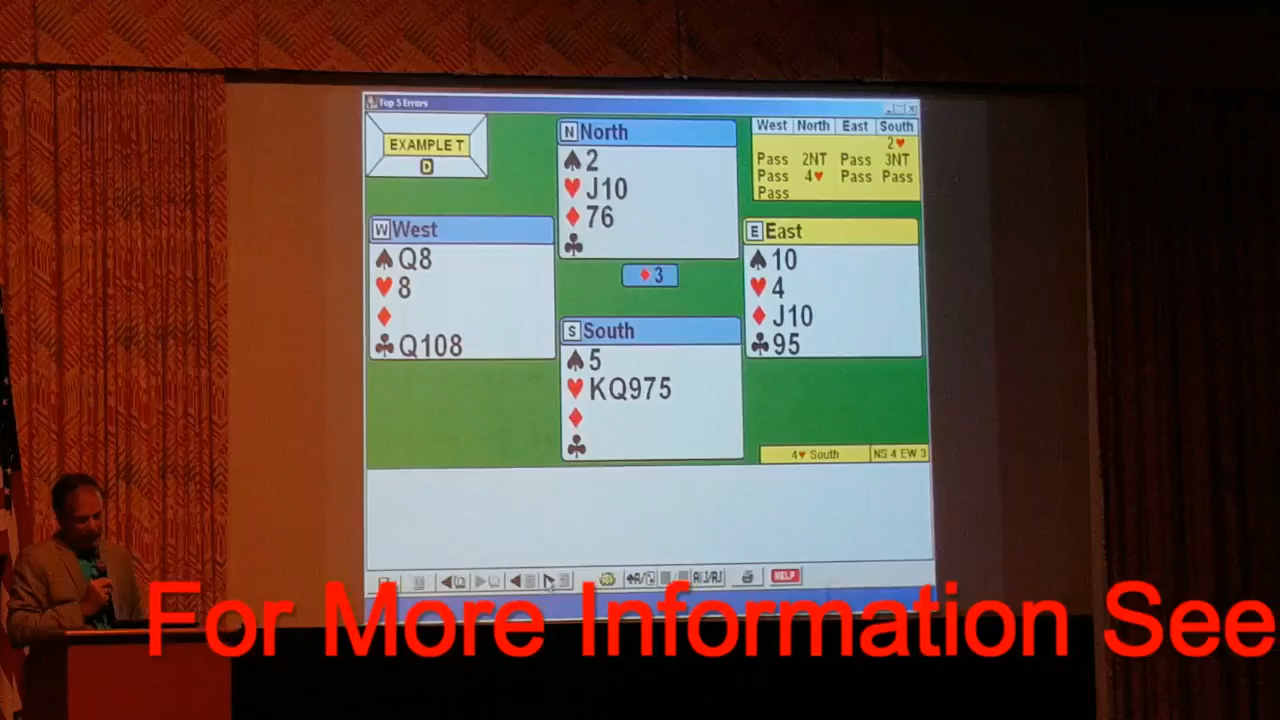 Top 5 Errors
EXAMPLE T
D
N North
♠ 2
♥ J10
♦ 76
♣
West North East South
2♥
Pass 2NT Pass 3NT
Pass 4♥ Pass Pass
Pass
W West
♠ Q8
♥ 8
♦
♣ Q108
♦ 3
E East
♠ 10
♥ 4
♦ J10
♣ 95
S South
♠ 5
♥ KQ975
♦
♣
4♥ South NS 4 EW 3
HELP
For More Information See